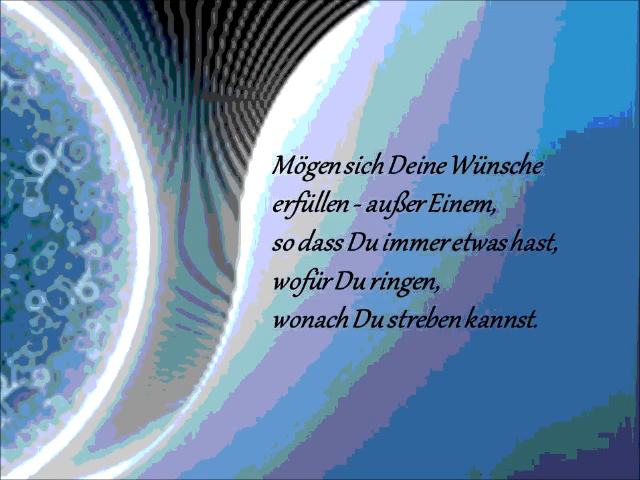 Mögen sich Deine Wünsche
erfüllen - außer Einem,
so dass Du immer etwas hast,
wofür Du ringen,
wonach Du streben kannst.